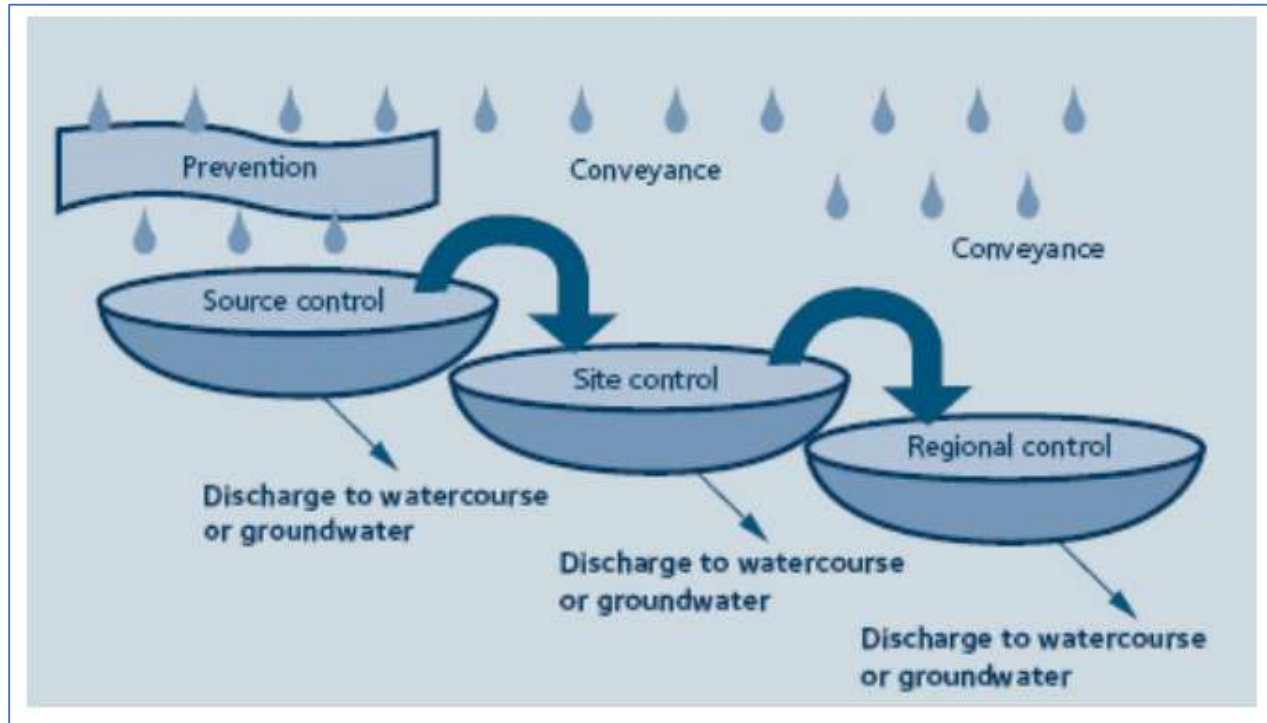 Prevention
Conveyance
Conveyance
Source control
Site control
Regional control
Discharge to watercourse
or groundwater
Discharge to watercourse
or groundwater
Discharge to watercourse
or groundwater